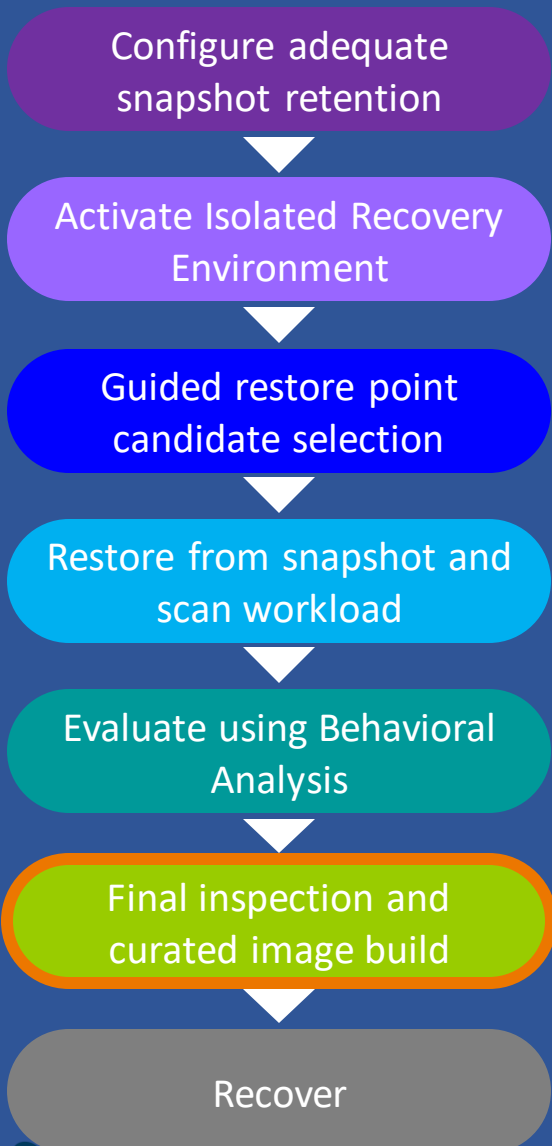 Configure adequate
snapshot retention
Activate Isolated Recovery
Environment
Guided restore point
candidate selection
Restore from snapshot and
scan workload
Evaluate using Behavioral
Analysis
Final inspection and
curated image build
Recover